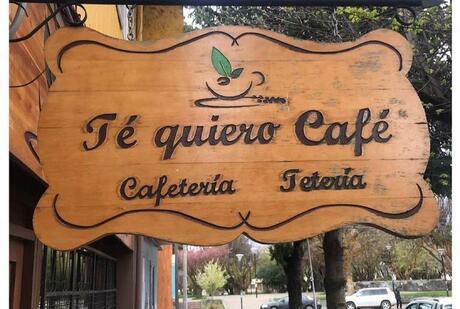 Té quiero Café
Cafetería Tetería